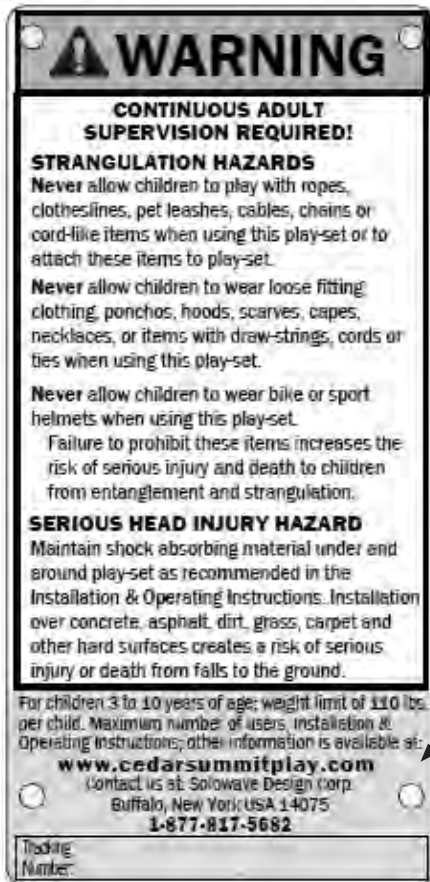 WARNING
CONTINUOUS ADULT
SUPERVISION REQUIRED!
STRANGULATION HAZARDS
Never allow children to play with ropes,
clotheslines, pet leashes, cables, chains or
cord-like items when using this play-set or to
attach these items to play-set.
Never allow children to wear loose fitting
clothing, ponchos, hoods, scarves, capes,
necklaces, or items with draw-strings, cords or
ties when using this play-set.
Never allow children to wear bike or sport
helmets when using this play-set.
Failure to prohibit these items increases the
risk of serious injury and death to children
from entanglement and strangulation.
SERIOUS HEAD INJURY HAZARD
Maintain shock absorbing material under and
around play-set as recommended in the
Installation & Operating Instructions. Installation
over concrete, asphalt, dirt, grass, carpet and
other hard surfaces creates a risk of serious
injury or death from falls to the ground.
For children 3 to 10 years of age; weight limit of 110 lbs.
per child. Maximum number of users, Installation &
Operating Instructions; other information is available at:
www.cedarsummitplay.com
Contact us at: Solowave Design Corp.
Buffalo, New York USA 14075
1-877-817-5682
Tracking
Number: